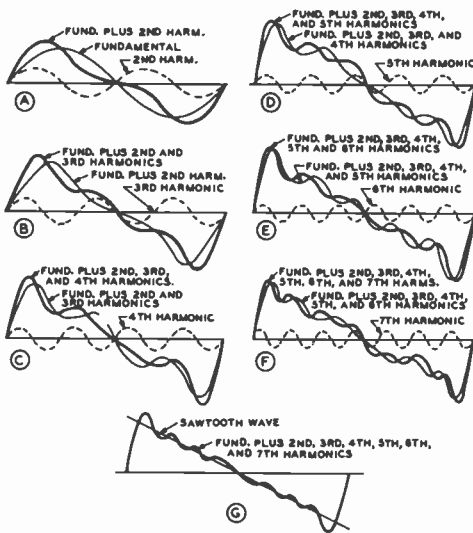 FUND. PLUS 2ND HARM.
FUNDAMENTAL
2ND HARM.
A
FUND. PLUS 2ND AND
3RD HARMONICS
FUND. PLUS 2ND HARM.
3RD HARMONIC
B
FUND. PLUS 2ND, 3RD,
AND 4TH HARMONICS.
FUND. PLUS 2ND AND
3RD HARMONICS
4TH HARMONIC
C
FUND. PLUS 2ND, 3RD, 4TH,
AND 5TH HARMONICS
FUND. PLUS 2ND, 3RD, AND
4TH HARMONICS
5TH HARMONIC
D
FUND. PLUS 2ND, 3RD, 4TH,
5TH AND 6TH HARMONICS
FUND. PLUS 2ND, 3RD, 4TH,
AND 5TH HARMONICS
6TH HARMONIC
E
FUND. PLUS 2ND, 3RD, 4TH,
5TH, 6TH, AND 7TH HARMS.
FUND. PLUS 2ND, 3RD, 4TH,
5TH, AND 6TH HARMONICS
7TH HARMONIC
F
SAWTOOTH WAVE
FUND. PLUS 2ND, 3RD, 4TH, 5TH, 6TH,
AND 7TH HARMONICS
G